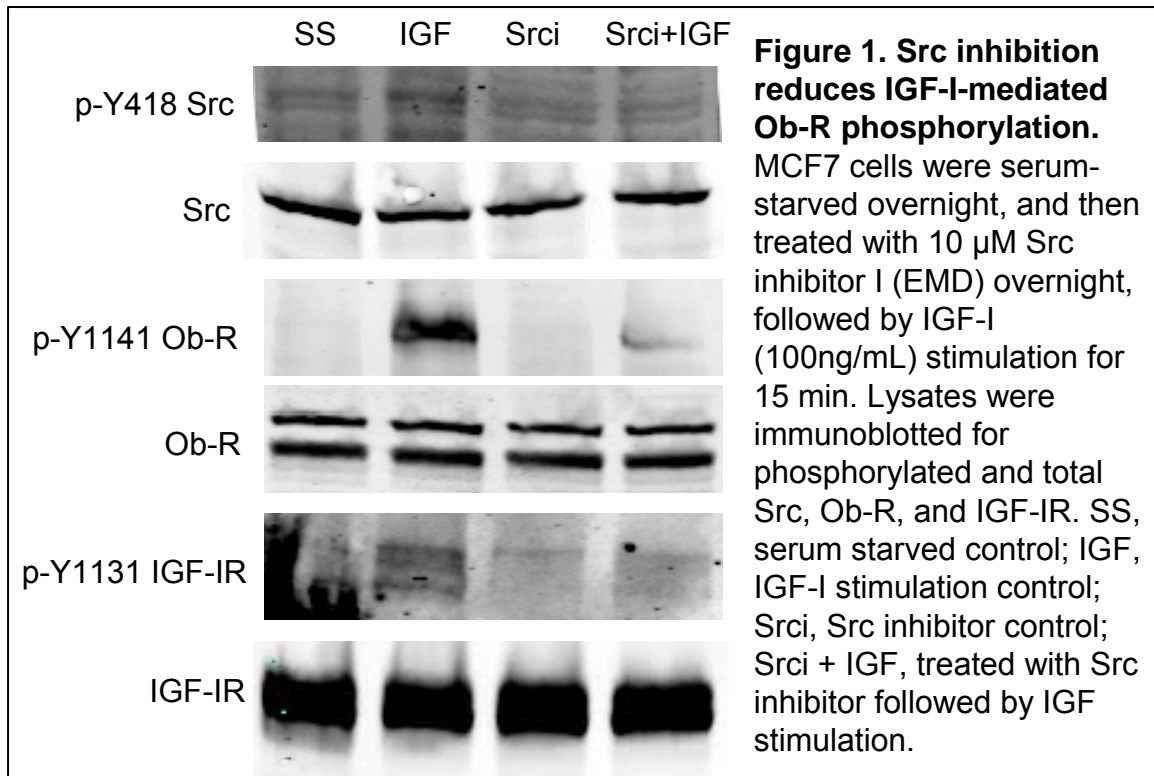 SS IGF Srci Srci+IGF
p-Y418 Src
Src
p-Y1141 Ob-R
Ob-R
p-Y1131 IGF-IR
IGF-IR
Figure 1. Src inhibition
reduces IGF-I-mediated
Ob-R phosphorylation.
MCF7 cells were serum-
starved overnight, and then
treated with 10 µM Src
inhibitor I (EMD) overnight,
followed by IGF-I
(100ng/mL) stimulation for
15 min. Lysates were
immunoblotted for
phosphorylated and total
Src, Ob-R, and IGF-IR. SS,
serum starved control; IGF,
IGF-I stimulation control;
Srci, Src inhibitor control;
Srci + IGF, treated with Src
inhibitor followed by IGF
stimulation.